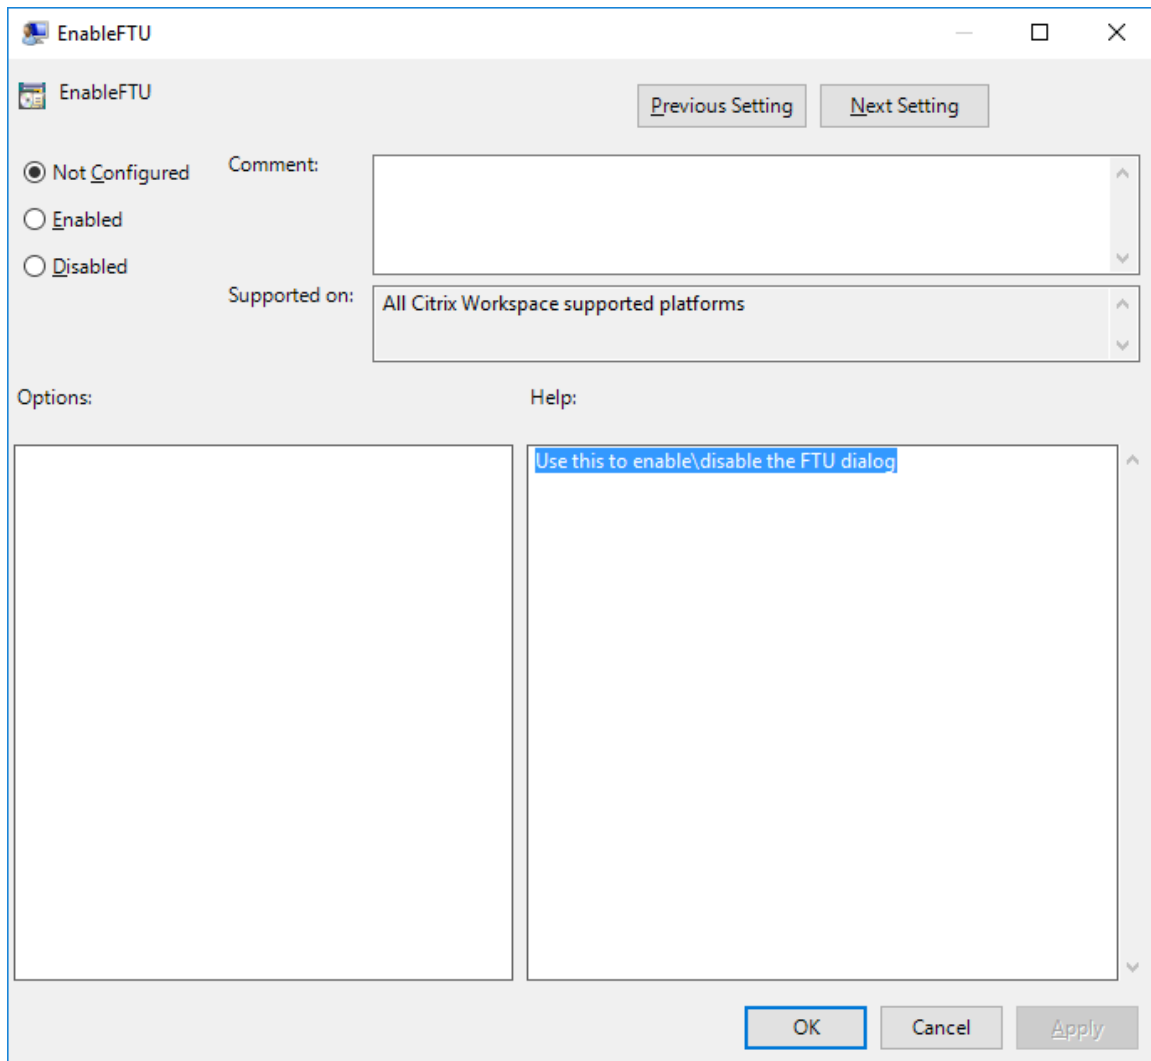 EnableFTU
EnableFTU
Previous Setting
Next Setting
Not Configured
Comment:
Enabled
Disabled
Supported on:
All Citrix Workspace supported platforms
Options:
Help:
Use this to enable\disable the FTU dialog
OK
Cancel
Apply